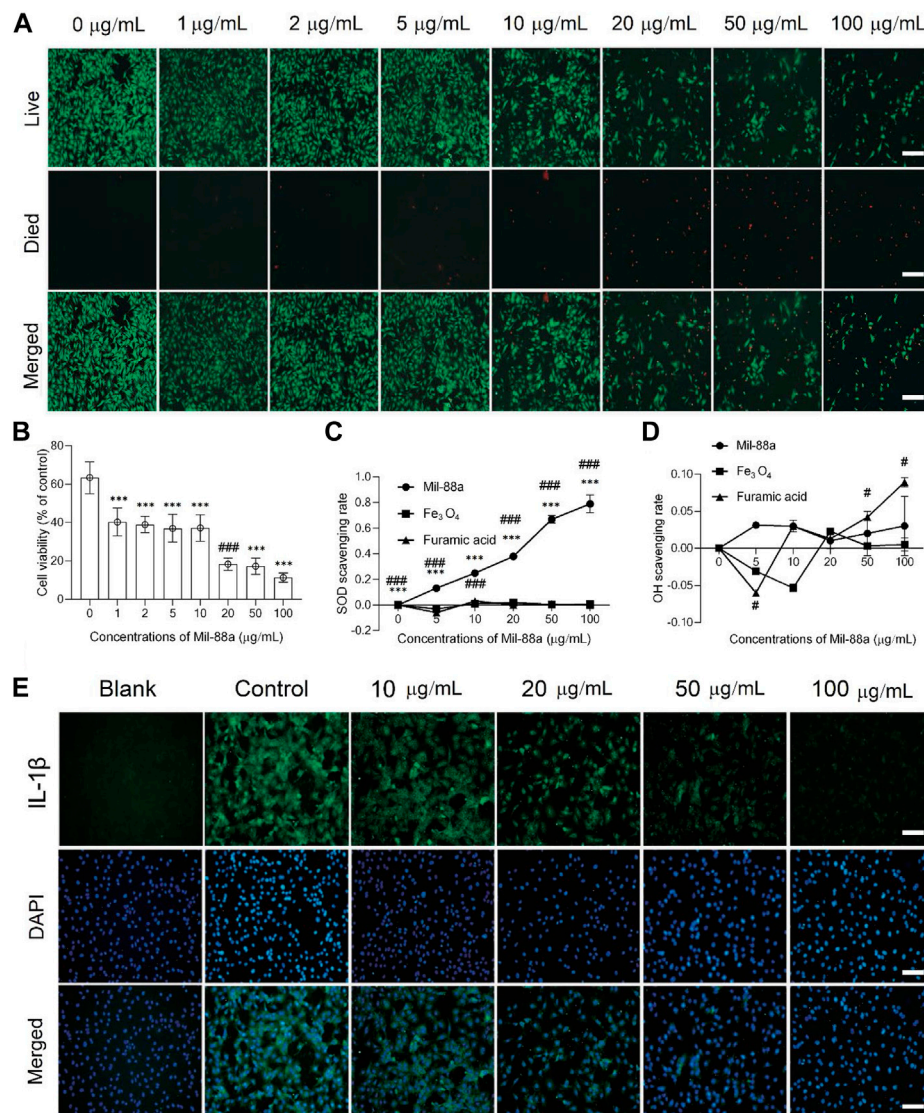 A
0 μg/mL 1 μg/mL 2 μg/mL 5 μg/mL 10 μg/mL 20 μg/mL 50 μg/mL 100 μg/mL
Live
Died
Merged
B
Cell viability (% of control)
80
60
40
20
0
***
***
***
***
###
***
***
0 1 2 5 10 20 50 100
Concentrations of Mil-88a (μg/mL)
C
SOD scavenging rate
1.0
0.8
0.6
0.4
0.2
0.0
-0.2
Mil-88a
Fe3O4
Furamic acid
###
***
###
***
***
###
###
***
###
***
###
***
0 5 10 20 50 100
Concentrations of Mil-88a (μg/mL)
D
OH scavenging rate
0.10
0.05
0.00
-0.05
-0.10
Mil-88a
Fe3O4
Furamic acid
#
#
#
0 5 10 20 50 100
Concentrations of Mil-88a (μg/mL)
E
Blank Control 10 μg/mL 20 μg/mL 50 μg/mL 100 μg/mL
IL-1β
DAPI
Merged